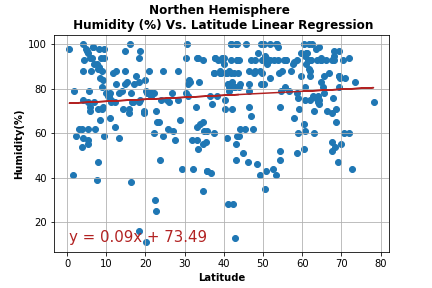 Northen Hemisphere
Humidity (%) Vs. Latitude Linear Regression
100
80
60
40
20
Humidity(%)
y = 0.09x + 73.49
0 10 20 30 40 50 60 70 80
Latitude